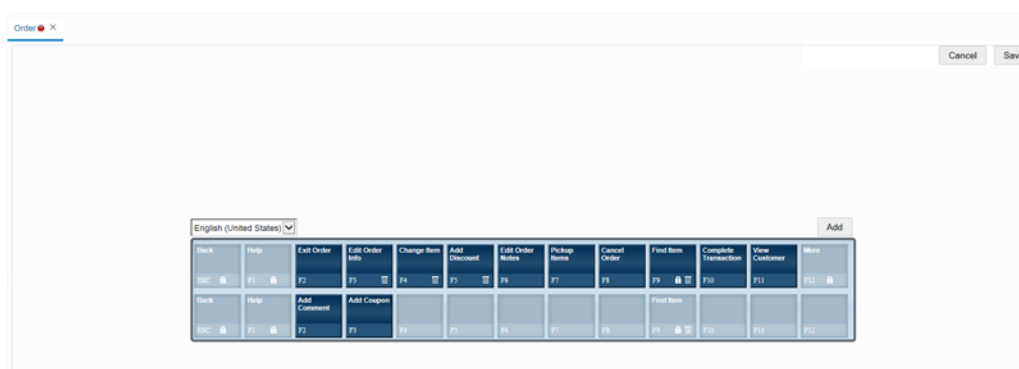 Order
Cancel Sav
English (United States) Add
Back Help Exit Order Edit Order Info Change Item Add Discount Edit Order Notes Pickup Items Cancel Order Find Item Complete Transaction View Customer More
ESC F1 F2 F3 F4 F5 F6 F7 F8 F9 F10 F11 F12
Back Help Add Comment Add Coupon Find Item
ESC F1 F2 F3 F4 F5 F6 F7 F8 F9 F10 F11 F12